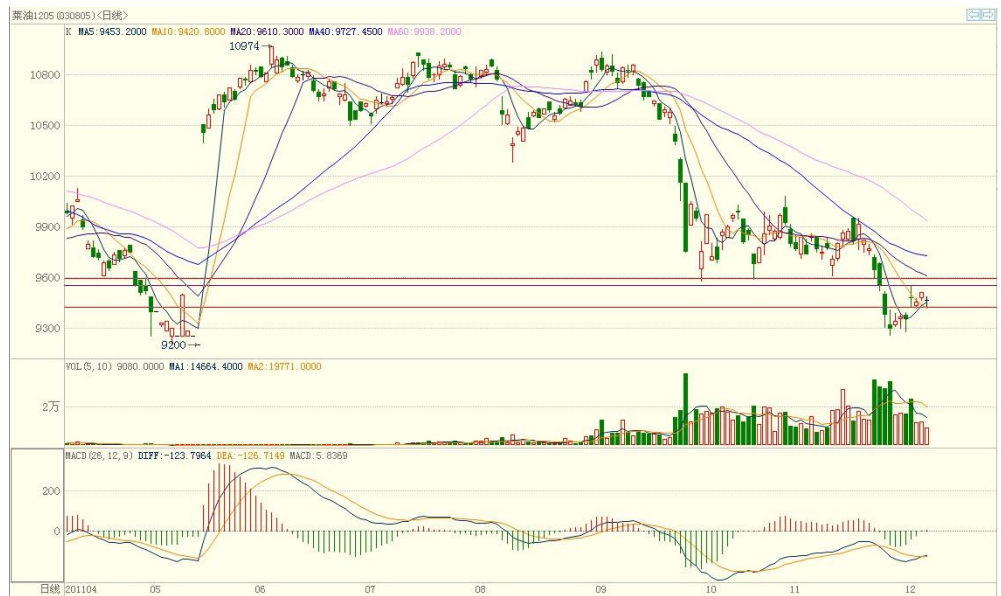 菜油1205(030805)<日线>
K MA5:9453.2000 MA10:9420.8000 MA20:9610.3000 MA40:9727.4500 MA60:9938.2000
10974
10800
10500
10200
9900
9600
9300
9200
VOL(5,10) 9080.0000 MA1:14664.4000 MA2:19771.0000
2万
MACD(26,12,9) DIFF:-123.7964 DEA:-126.7149 MACD:5.8369
200
0
日线 201104 05 06 07 08 09 10 11 12